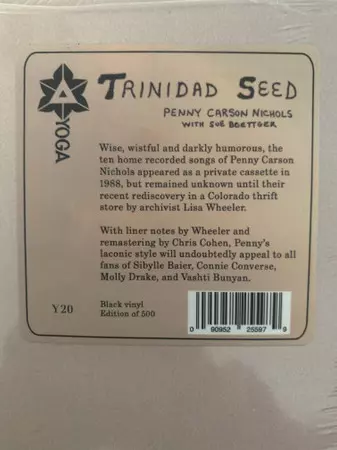 TRINIDAD SEED
PENNY CARSON NICHOLS
WITH SUE BOETTGER
YOGA
Wise, wistful and darkly humorous, the
ten home recorded songs of Penny Carson
Nichols appeared as a private cassette in
1988, but remained unknown until their
recent rediscovery in a Colorado thrift
store by archivist Lisa Wheeler.
With liner notes by Wheeler and
remastering by Chris Cohen, Penny's
laconic style will undoubtedly appeal to all
fans of Sibylle Baier, Connie Converse,
Molly Drake, and Vashti Bunyan.
Y20
Black vinyl
Edition of 500
0 90952 25597 9